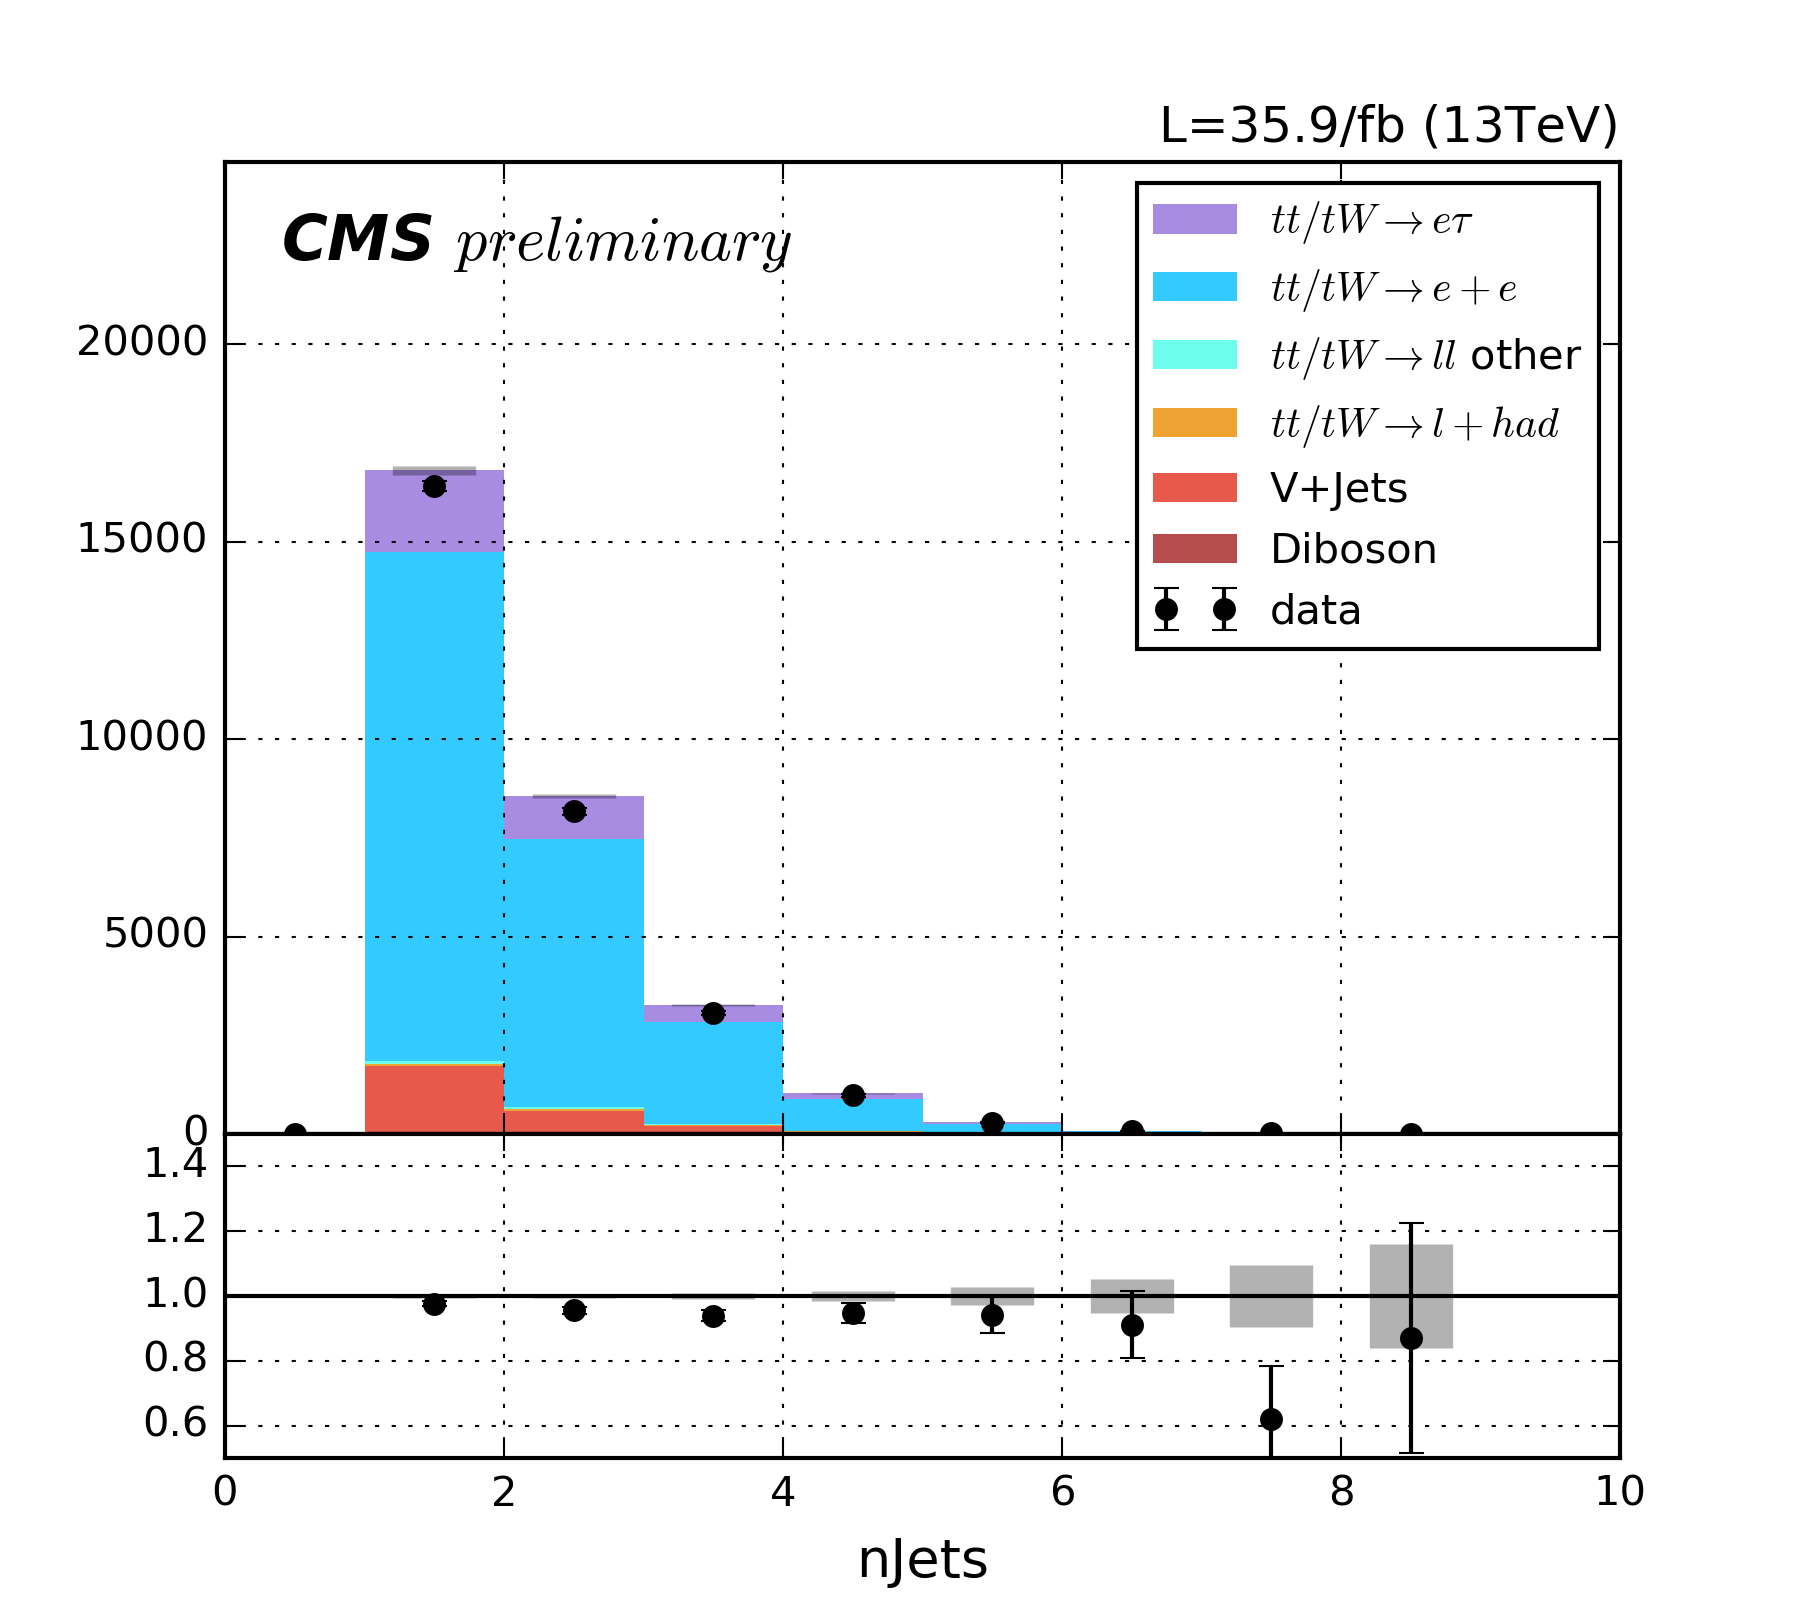 L=35.9/fb (13TeV)
CMS preliminary
tt/tW→eτ
tt/tW→e+e
tt/tW→ll other
tt/tW→l+had
V+Jets
Diboson
data
20000
15000
10000
5000
0
1.4
1.2
1.0
0.8
0.6
0 2 4 6 8 10
nJets